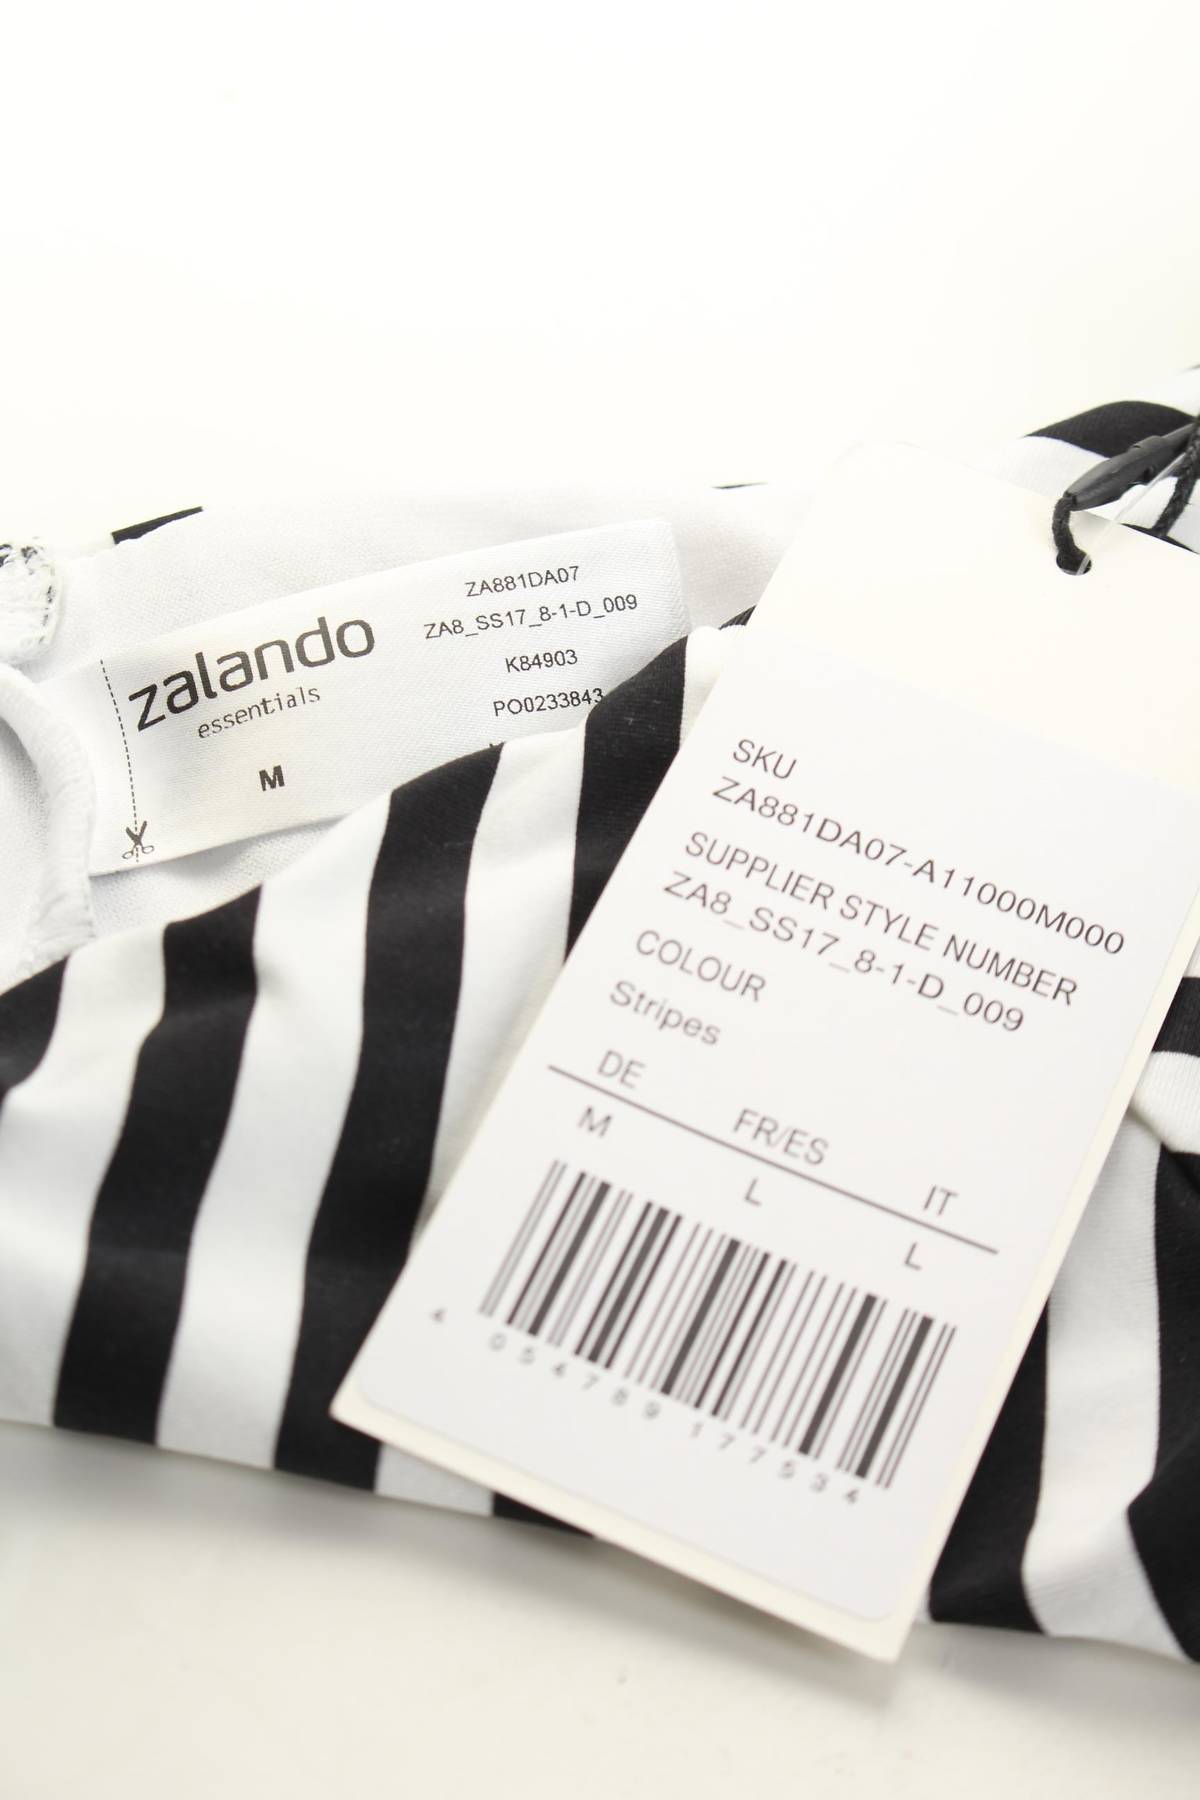 zalando
essentials
M
ZA881DA07
ZA8_SS17_8-1-D_009
K84903
PO0233843
SKU
ZA881DA07-A11000M000
SUPPLIER STYLE NUMBER
ZA8_SS17_8-1-D_009
COLOUR
Stripes
DE FR/ES IT
M L L
4 054789 177534